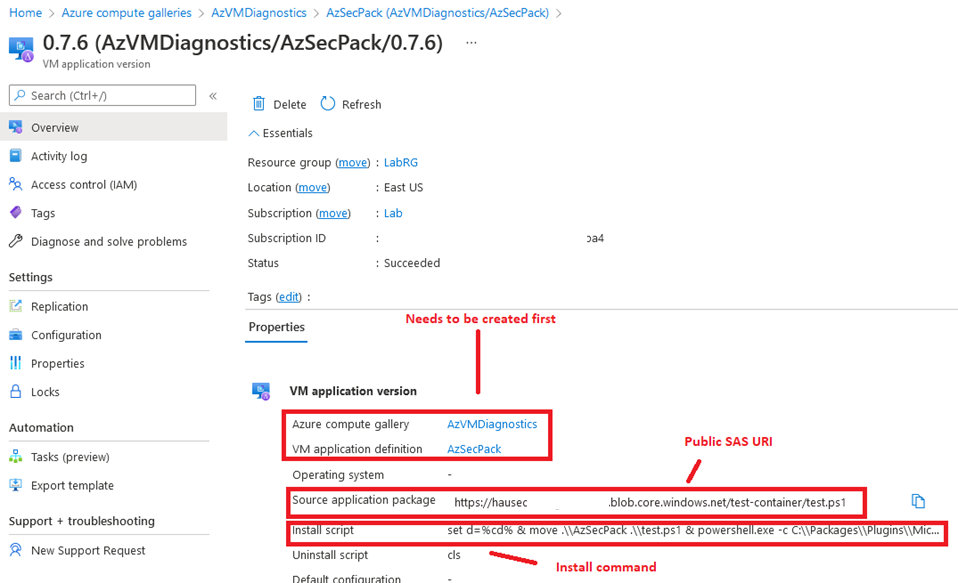 Home > Azure compute galleries > AzVMDiagnostics > AzSecPack (AzVMDiagnostics/AzSecPack) >
0.7.6 (AzVMDiagnostics/AzSecPack/0.7.6) ...
VM application version
Search (Ctrl+/) «
Delete Refresh
Overview
Essentials
Activity log
Resource group (move) : LabRG
Access control (IAM)
Location (move) : East US
Tags
Subscription (move) : Lab
Diagnose and solve problems
Subscription ID : ba4
Status : Succeeded
Settings
Tags (edit) :
Replication
Needs to be created first
Configuration
Properties
Properties
Locks
VM application version
Automation
Azure compute gallery AzVMDiagnostics
Tasks (preview)
VM application definition AzSecPack
Public SAS URI
Export template
Operating system -
Source application package https://hausec .blob.core.windows.net/test-container/test.ps1
Support + troubleshooting
Install script set d=%cd% & move .\\AzSecPack .\\test.ps1 & powershell.exe -c C:\\Packages\\Plugins\\Mic...
New Support Request
Uninstall script cls
Install command
Default configuration -